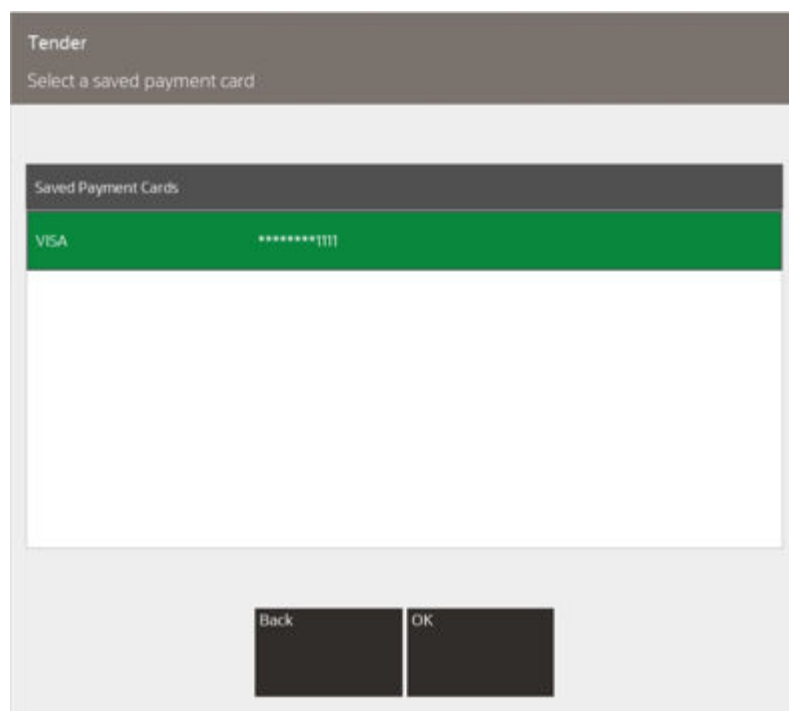 Tender
Select a saved payment card
Saved Payment Cards
VISA ********1111
Back OK